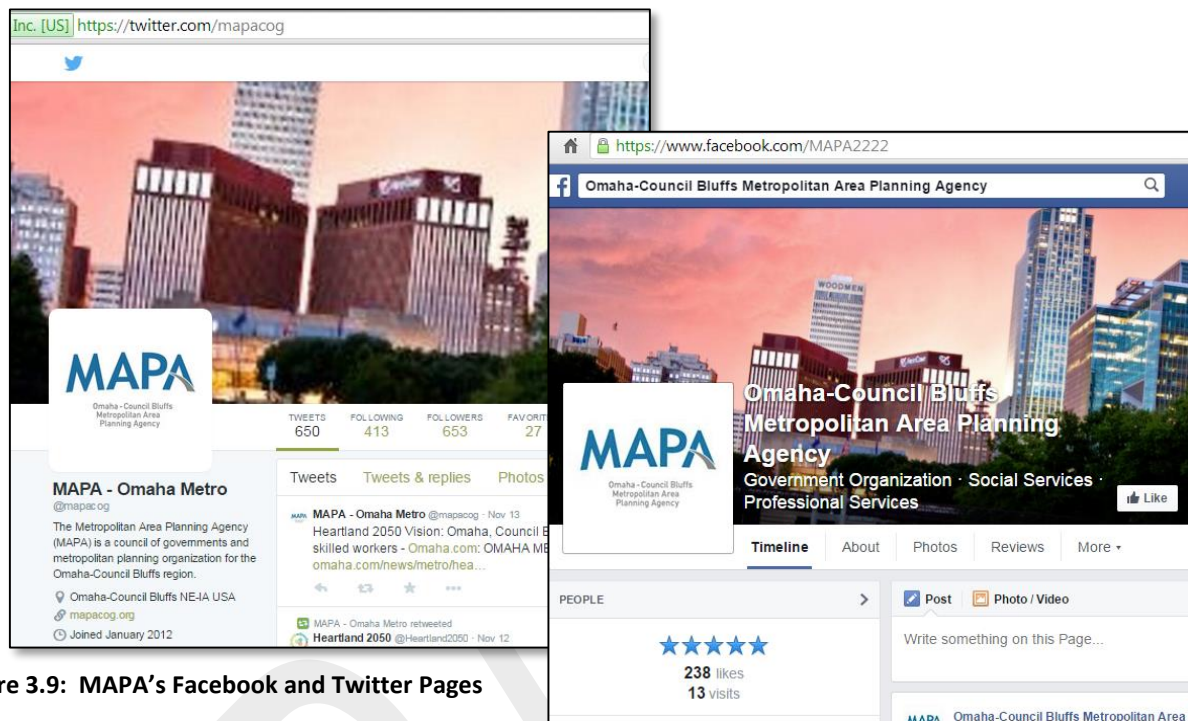 Inc. [US] https://twitter.com/mapacog
MAPA
Omaha - Council Bluffs
Metropolitan Area
Planning Agency
TWEETS FOLLOWING FOLLOWERS FAVORIT
650 413 653 27
MAPA - Omaha Metro
@mapacog
The Metropolitan Area Planning Agency
(MAPA) is a council of governments and
metropolitan planning organization for the
Omaha-Council Bluffs region.
Omaha-Council Bluffs NE-IA USA
mapacog.org
Joined January 2012
Tweets Tweets & replies Photos
MAPA MAPA - Omaha Metro @mapacog · Nov 13
Heartland 2050 Vision: Omaha, Council B
skilled workers - Omaha.com: OMAHA ME
omaha.com/news/metro/hea...
MAPA - Omaha Metro retweeted
Heartland 2050 @Heartland2050 · Nov 12
https://www.facebook.com/MAPA2222
f Omaha-Council Bluffs Metropolitan Area Planning Agency
WOODMEN
Omaha-Council Bluffs
Metropolitan Area Planning
Agency
Government Organization · Social Services ·
Professional Services
Like
MAPA
Omaha - Council Bluffs
Metropolitan Area
Planning Agency
Timeline About Photos Reviews More
PEOPLE
238 likes
13 visits
Post Photo / Video
Write something on this Page...
MAPA Omaha-Council Bluffs Metropolitan Area
re 3.9: MAPA's Facebook and Twitter Pages